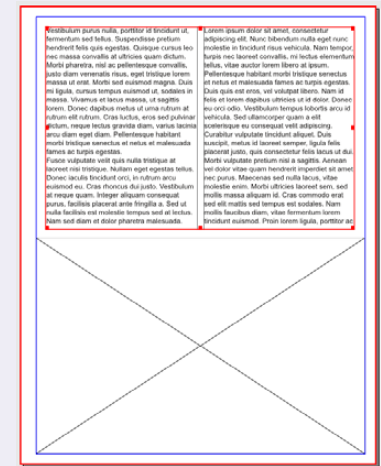 Vestibulum purus nulla, porttitor id tincidunt ut,
fermentum sed tellus. Suspendisse pretium
hendrerit felis quis egestas. Quisque cursus leo
nec massa convallis at ultricies quam dictum.
Morbi pharetra, nisl ac pellentesque convallis,
justo diam venenatis risus, eget tristique lorem
massa ut erat. Morbi sed euismod magna. Duis
mi ligula, cursus tempus euismod ut, sodales in
massa. Vivamus et lacus massa, ut sagittis
lorem. Donec dapibus metus ut urna rutrum at
rutrum elit rutrum. Cras luctus, eros sed pulvinar
dictum, neque lectus gravida diam, varius lacinia
arcu diam eget diam. Pellentesque habitant
morbi tristique senectus et netus et malesuada
fames ac turpis egestas.
Fusce vulputate velit quis nulla tristique at
laoreet nisi tristique. Nullam eget egestas tellus.
Donec iaculis tincidunt orci, in rutrum arcu
euismod eu. Cras rhoncus dui justo. Vestibulum
at neque quam. Integer aliquam consequat
purus, facilisis placerat ante fringilla a. Sed ut
nulla facilisis est molestie tempus sed at lectus.
Nam sed diam et dolor pharetra malesuada.
Lorem ipsum dolor sit amet, consectetur
adipiscing elit. Nunc bibendum nulla eget nunc
molestie in tincidunt risus vehicula. Nam tempor,
turpis nec laoreet convallis, mi lectus elementum
tellus, vitae auctor lorem libero at ipsum.
Pellentesque habitant morbi tristique senectus
et netus et malesuada fames ac turpis egestas.
Duis quis est eros, vel volutpat libero. Nam id
felis et lorem dapibus ultricies ut id dolor. Donec
eu orci odio. Vestibulum tempus lobortis arcu id
vehicula. Sed ullamcorper quam a elit
scelerisque eu consequat velit adipiscing.
Curabitur vulputate tincidunt aliquam. Duis
suscipit, metus id laoreet semper, ligula felis
placerat justo, quis consectetur felis lacus ut dui.
Morbi vulputate pretium nisl a sagittis. Aenean
vel dolor vitae quam hendrerit imperdiet sit amet
nec purus. Maecenas sed nulla lacus, vitae
molestie enim. Morbi ultricies laoreet sem, sed
mollis massa aliquam id. Cras commodo erat
sed elit mattis sed tempus est sodales. Nam
mollis faucibus diam, vitae fermentum lorem
tincidunt euismod. Proin lorem ligula, porttitor ac